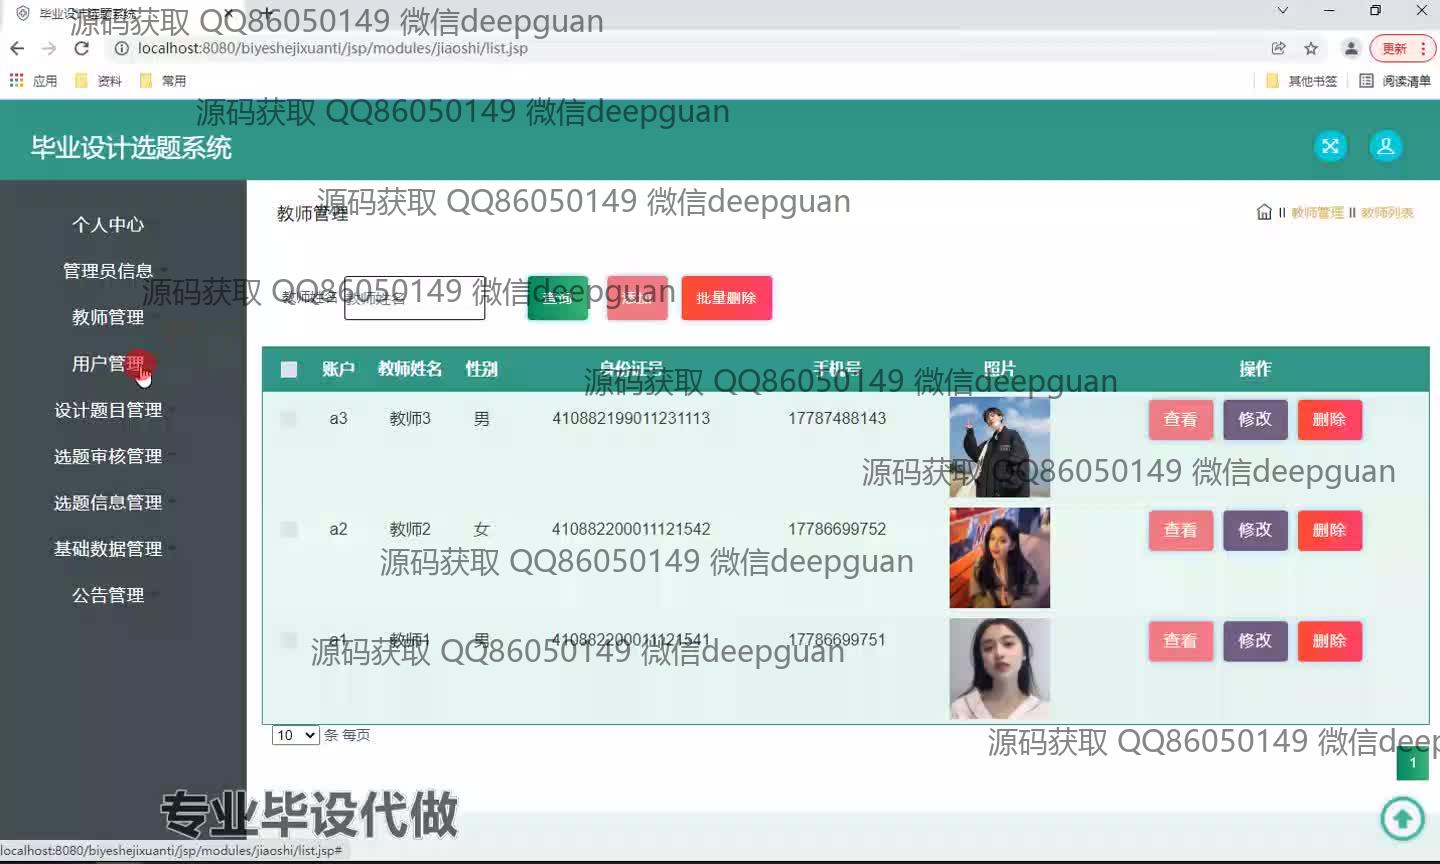 毕业设计选题系统
源码获取 QQ86050149 微信deepguan
localhost:8080/biyeshejixuanti/jsp/modules/jiaoshi/list.jsp
更新
应用 资料 常用
其他书签 阅读清单
源码获取 QQ86050149 微信deepguan
毕业设计选题系统
源码获取 QQ86050149 微信deepguan
教师管理
教师管理 教师列表
个人中心
管理员信息
教师管理
用户管理
设计题目管理
选题审核管理
选题信息管理
基础数据管理
公告管理
源码获取 QQ86050149 微信deepguan
教师姓名 教师姓名 查询 添加 批量删除
账户 教师姓名 性别 身份证号 手机号 照片 操作
源码获取 QQ86050149 微信deepguan
a3 教师3 男 410882199011231113 17787488143 查看 修改 删除
源码获取 QQ86050149 微信deepguan
a2 教师2 女 410882200011121542 17786699752 查看 修改 删除
源码获取 QQ86050149 微信deepguan
a1 教师1 男 410882200011121541 17786699751 查看 修改 删除
源码获取 QQ86050149 微信deepguan
10 条 每页
源码获取 QQ86050149 微信deep
1
专业毕设代做
localhost:8080/biyeshejixuanti/jsp/modules/jiaoshi/list.jsp#